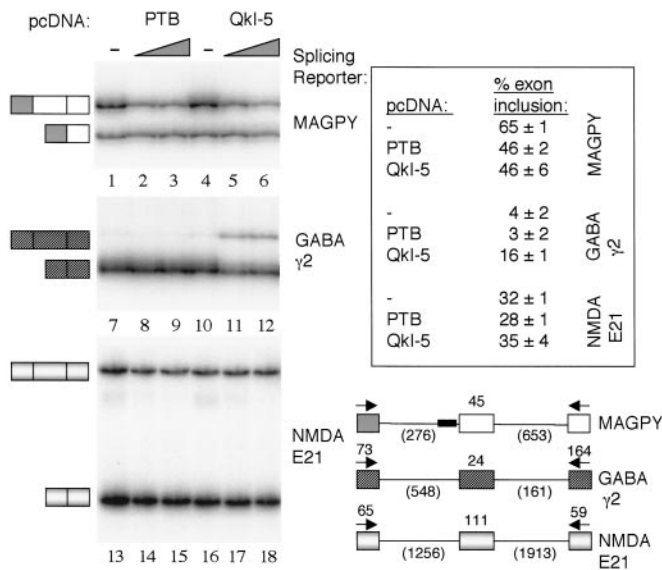 pcDNA: PTB QkI-5
– –
Splicing
Reporter:
MAGPY
1 2 3 4 5 6
GABA
γ2
7 8 9 10 11 12
NMDA
E21
13 14 15 16 17 18
% exon
pcDNA: inclusion:
- 65 ± 1
PTB 46 ± 2
QkI-5 46 ± 6
MAGPY
- 4 ± 2
PTB 3 ± 2
QkI-5 16 ± 1
GABA
γ2
- 32 ± 1
PTB 28 ± 1
QkI-5 35 ± 4
NMDA
E21
45
MAGPY
(276) (653)
73 24 164
GABA
γ2
(548) (161)
65 111 59
NMDA
E21
(1256) (1913)